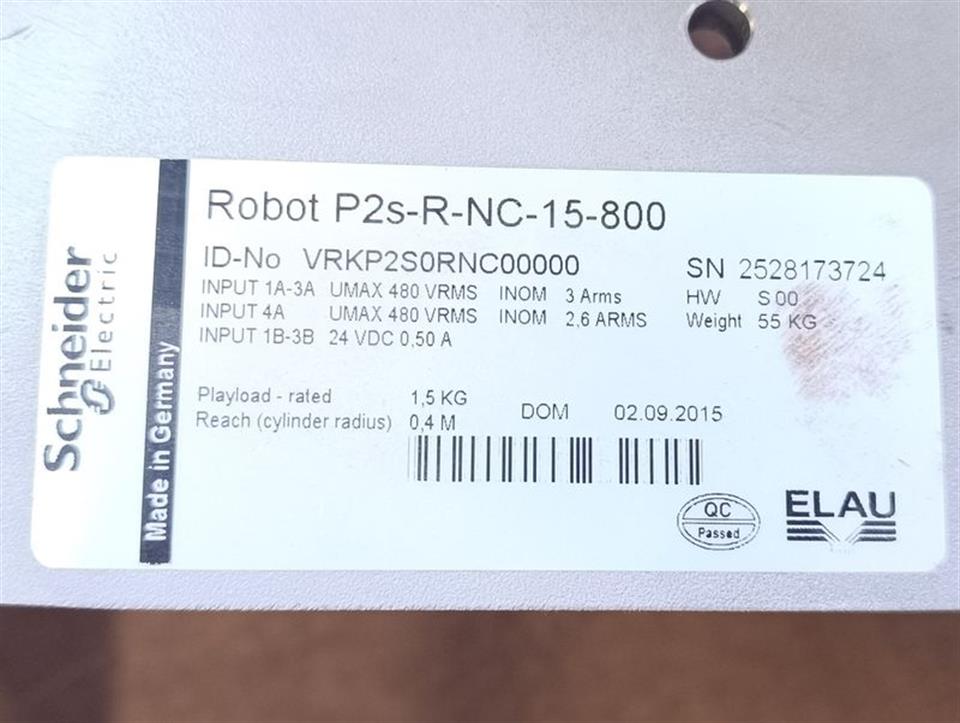 Schneider
Electric
Made in Germany
Robot P2s-R-NC-15-800
ID-No VRKP2S0RNC00000 SN 2528173724
INPUT 1A-3A UMAX 480 VRMS INOM 3 Arms HW S 00
INPUT 4A UMAX 480 VRMS INOM 2,6 ARMS Weight 55 KG
INPUT 1B-3B 24 VDC 0,50 A
Playload - rated 1,5 KG
Reach (cylinder radius) 0,4 M DOM 02.09.2015
QC
Passed
ELAU